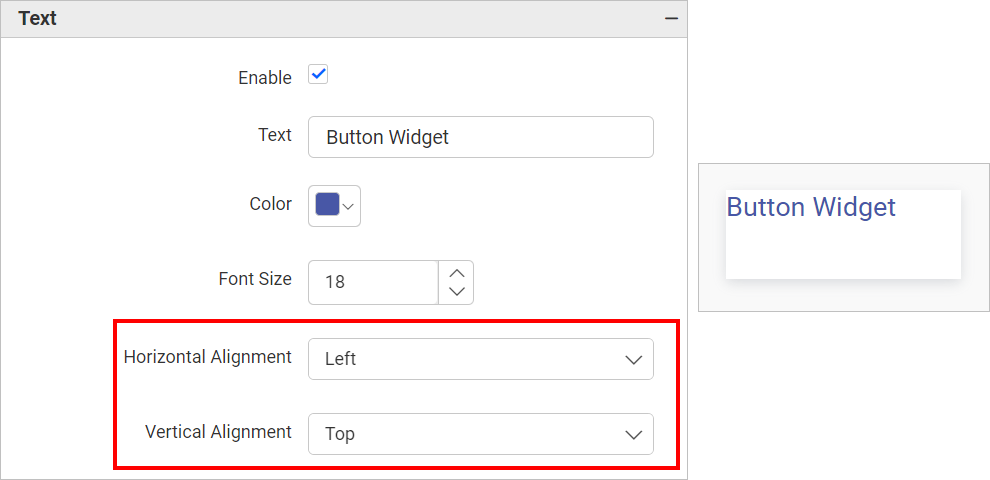 Text
Enable
Text Button Widget
Color
Button Widget
Font Size 18
Horizontal Alignment Left
Vertical Alignment Top